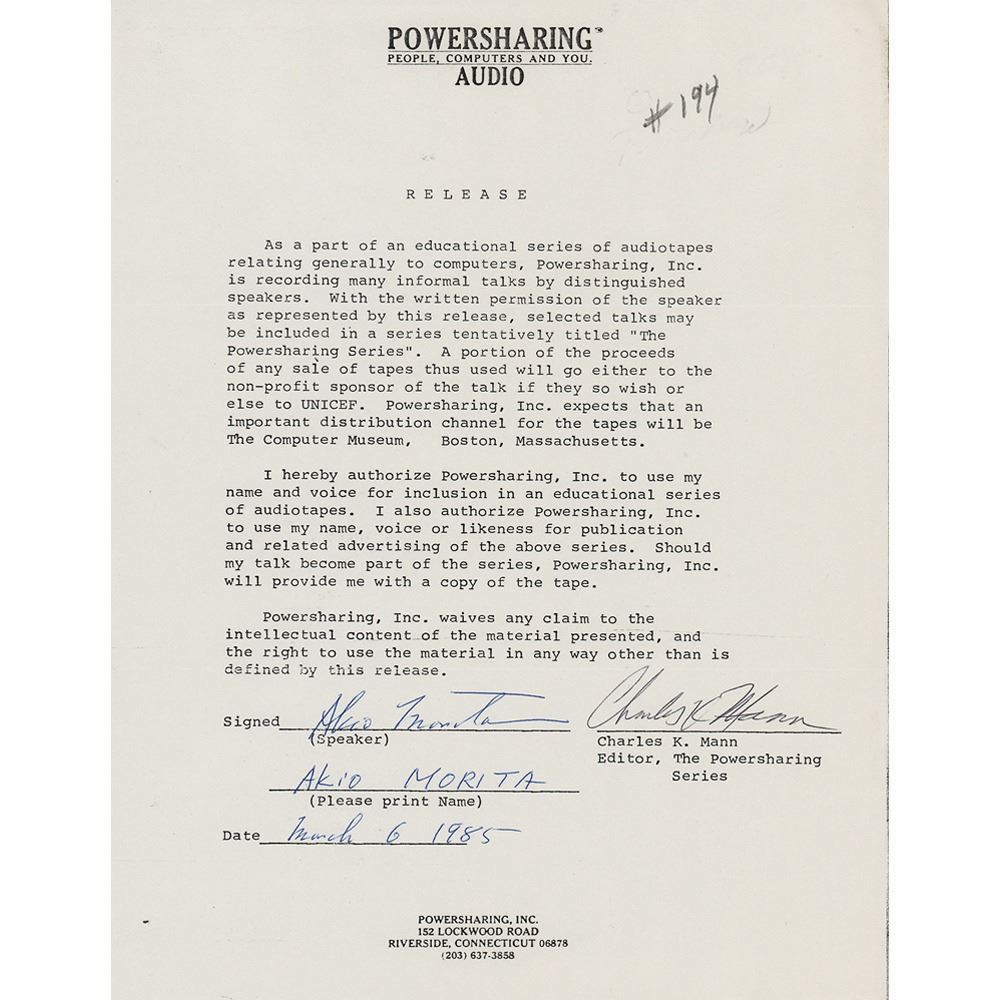 POWERSHARING™
PEOPLE, COMPUTERS AND YOU.
AUDIO
# 194
R E L E A S E
As a part of an educational series of audiotapes
relating generally to computers, Powersharing, Inc.
is recording many informal talks by distinguished
speakers. With the written permission of the speaker
as represented by this release, selected talks may
be included in a series tentatively titled "The
Powersharing Series". A portion of the proceeds
of any sale of tapes thus used will go either to the
non-profit sponsor of the talk if they so wish or
else to UNICEF. Powersharing, Inc. expects that an
important distribution channel for the tapes will be
The Computer Museum, Boston, Massachusetts.
I hereby authorize Powersharing, Inc. to use my
name and voice for inclusion in an educational series
of audiotapes. I also authorize Powersharing, Inc.
to use my name, voice or likeness for publication
and related advertising of the above series. Should
my talk become part of the series, Powersharing, Inc.
will provide me with a copy of the tape.
Powersharing, Inc. waives any claim to the
intellectual content of the material presented, and
the right to use the material in any way other than is
defined by this release.
Signed Akio Morita Charles K Mann
(Speaker) Charles K. Mann
Editor, The Powersharing
Series
AKIO MORITA
(Please print Name)
Date March 6 1985
POWERSHARING, INC.
152 LOCKWOOD ROAD
RIVERSIDE, CONNECTICUT 06878
(203) 637-3858